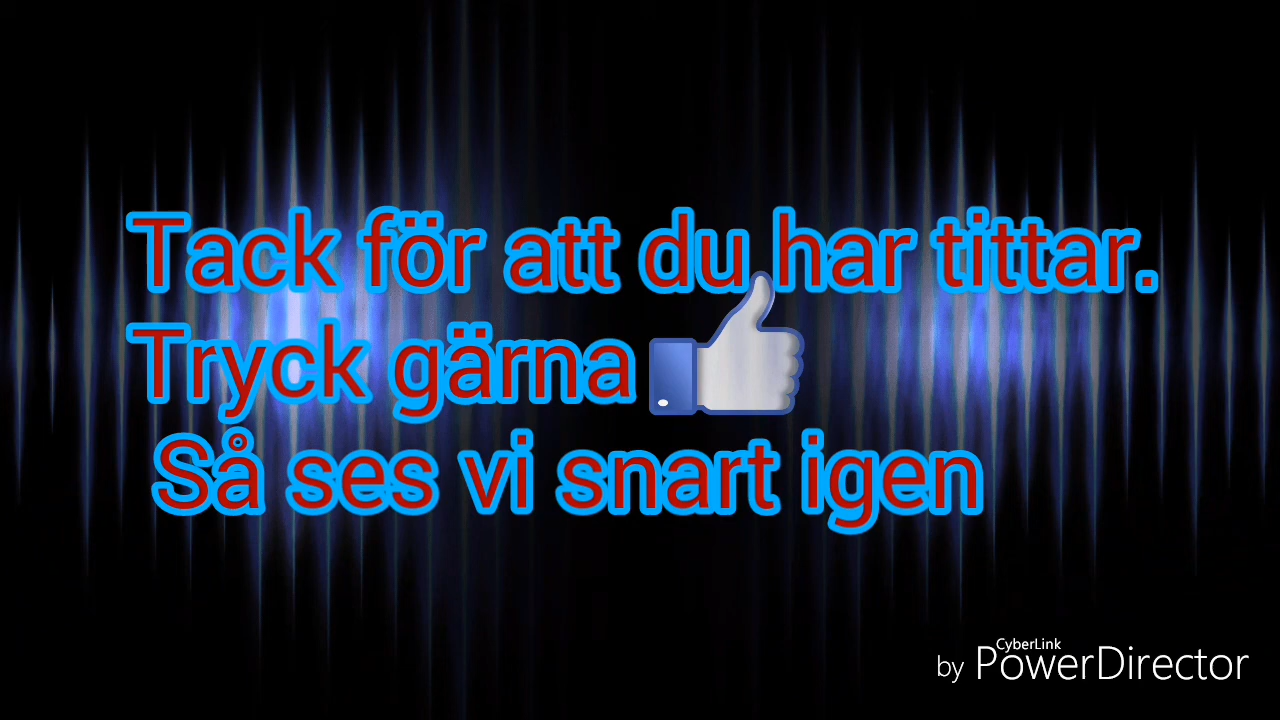 Tack för att du har tittar.
Tryck gärna
Så ses vi snart igen
CyberLink
by PowerDirector